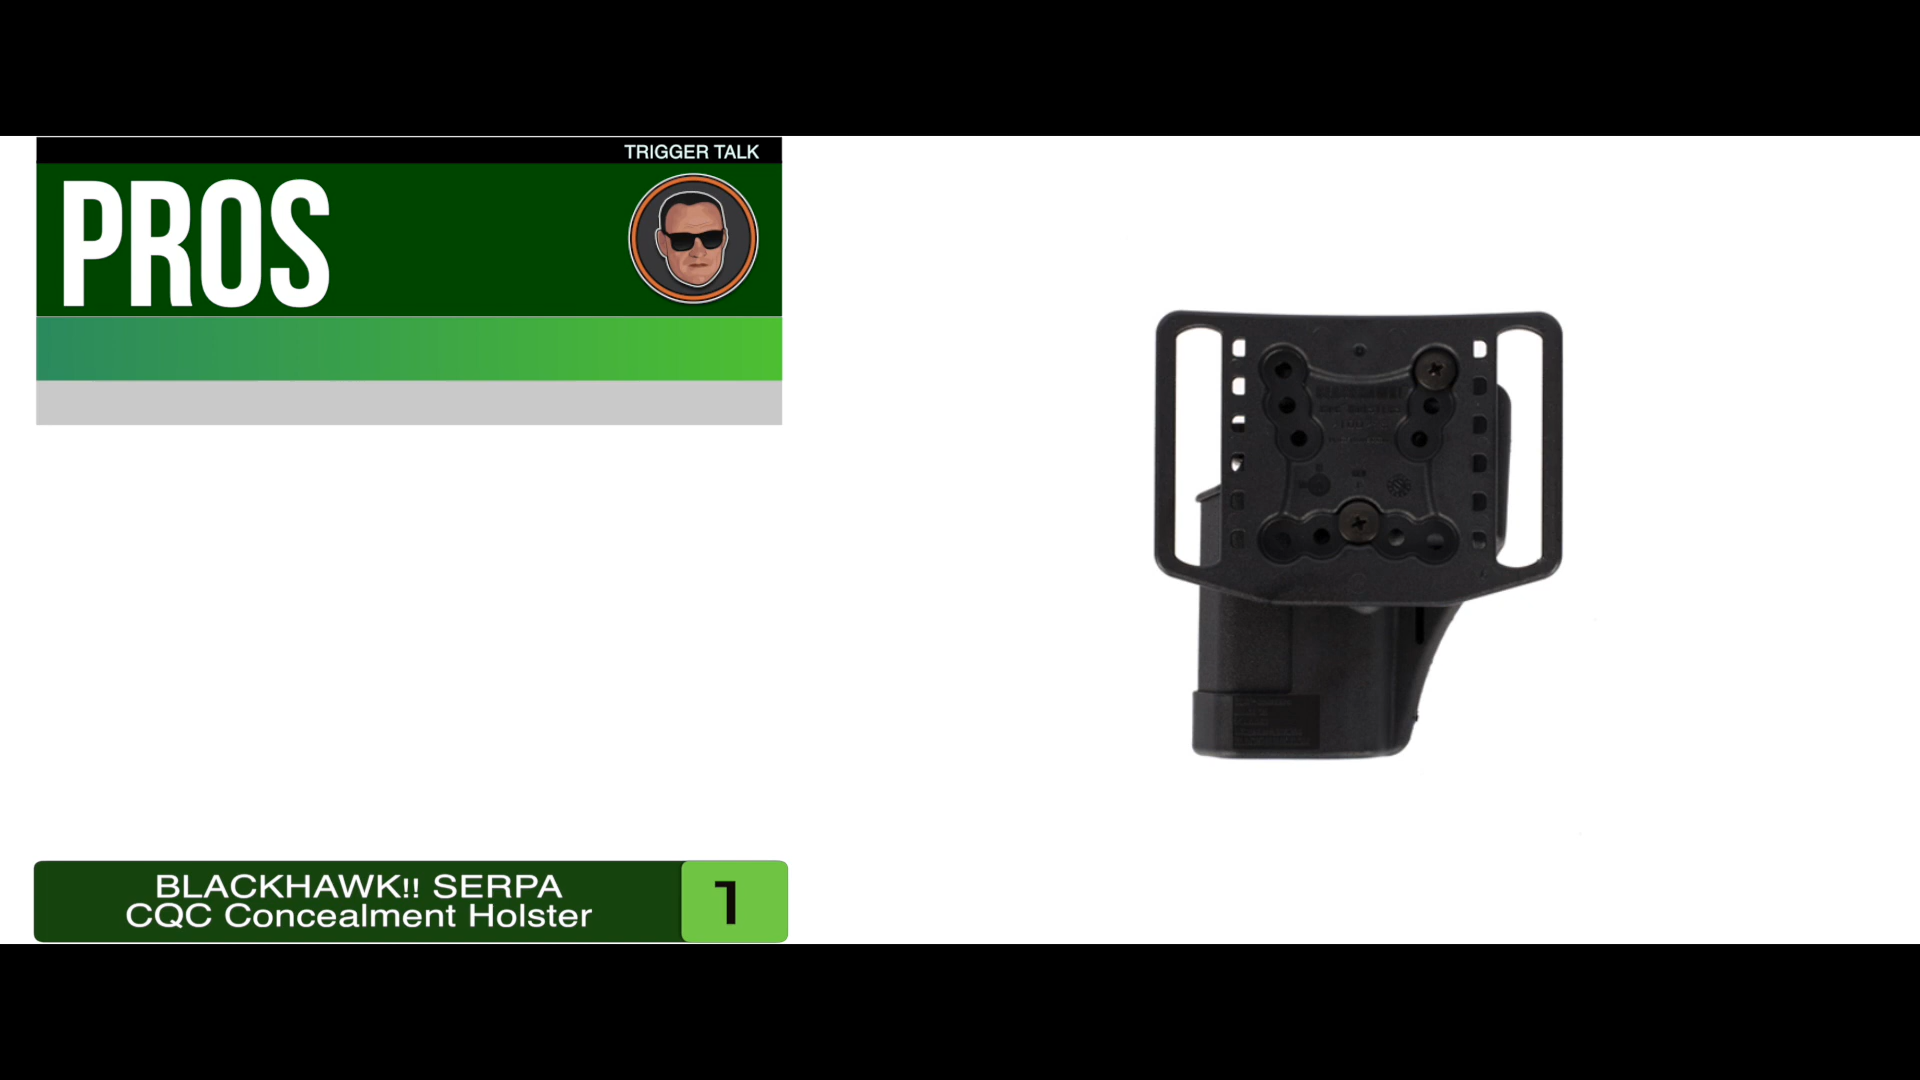 TRIGGER TALK
PROS
BLACKHAWK!! SERPA
CQC Concealment Holster
1